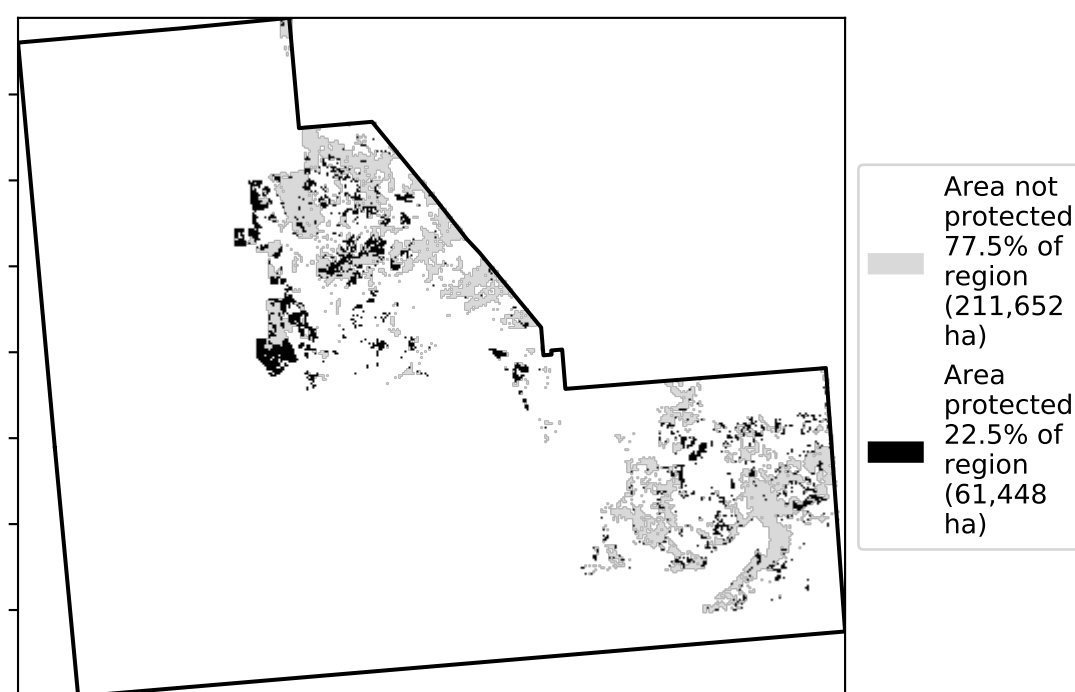 Area not
protected
77.5% of
region
(211,652
ha)
Area
protected
22.5% of
region
(61,448
ha)